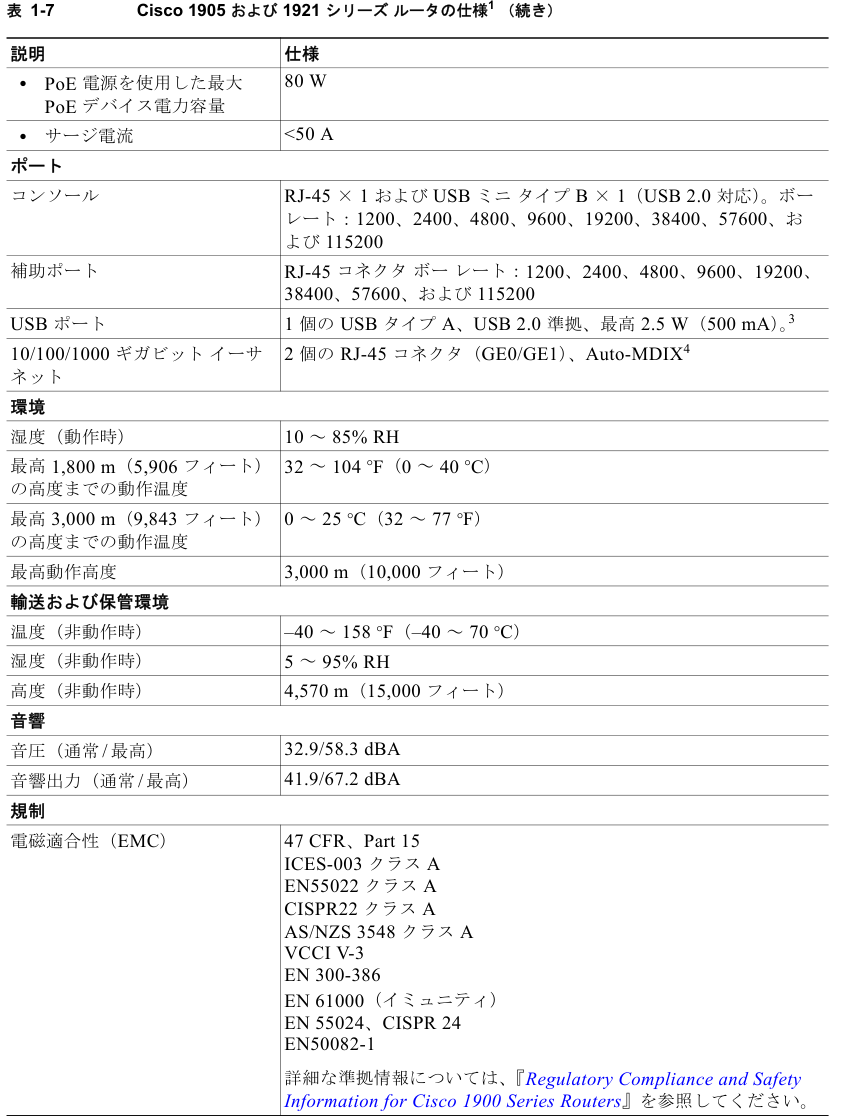 表 1-7 Cisco 1905 および 1921 シリーズ ルータの仕様1 （続き）
説明 仕様
• PoE 電源を使用した最大 80 W
PoE デバイス電力容量
• サージ電流 <50 A
ポート
コンソール RJ-45 × 1 および USB ミニ タイプ B × 1（USB 2.0 対応）。ボー
レート：1200、2400、4800、9600、19200、38400、57600、お
よび 115200
補助ポート RJ-45 コネクタ ボー レート：1200、2400、4800、9600、19200、
38400、57600、および 115200
USB ポート 1 個の USB タイプ A、USB 2.0 準拠、最高 2.5 W（500 mA）。3
10/100/1000 ギガビット イーサ 2 個の RJ-45 コネクタ（GE0/GE1）、Auto-MDIX4
ネット
環境
湿度（動作時） 10 ～ 85% RH
最高 1,800 m（5,906 フィート） 32 ～ 104 °F（0 ～ 40 °C）
の高度までの動作温度
最高 3,000 m（9,843 フィート） 0 ～ 25 °C（32 ～ 77 °F）
の高度までの動作温度
最高動作高度 3,000 m（10,000 フィート）
輸送および保管環境
温度（非動作時） –40 ～ 158 °F（–40 ～ 70 °C）
湿度（非動作時） 5 ～ 95% RH
高度（非動作時） 4,570 m（15,000 フィート）
音響
音圧（通常 / 最高） 32.9/58.3 dBA
音響出力（通常 / 最高） 41.9/67.2 dBA
規制
電磁適合性（EMC） 47 CFR、Part 15
ICES-003 クラス A
EN55022 クラス A
CISPR22 クラス A
AS/NZS 3548 クラス A
VCCI V-3
EN 300-386
EN 61000（イミュニティ）
EN 55024、CISPR 24
EN50082-1
詳細な準拠情報については、『Regulatory Compliance and Safety
Information for Cisco 1900 Series Routers』を参照してください。